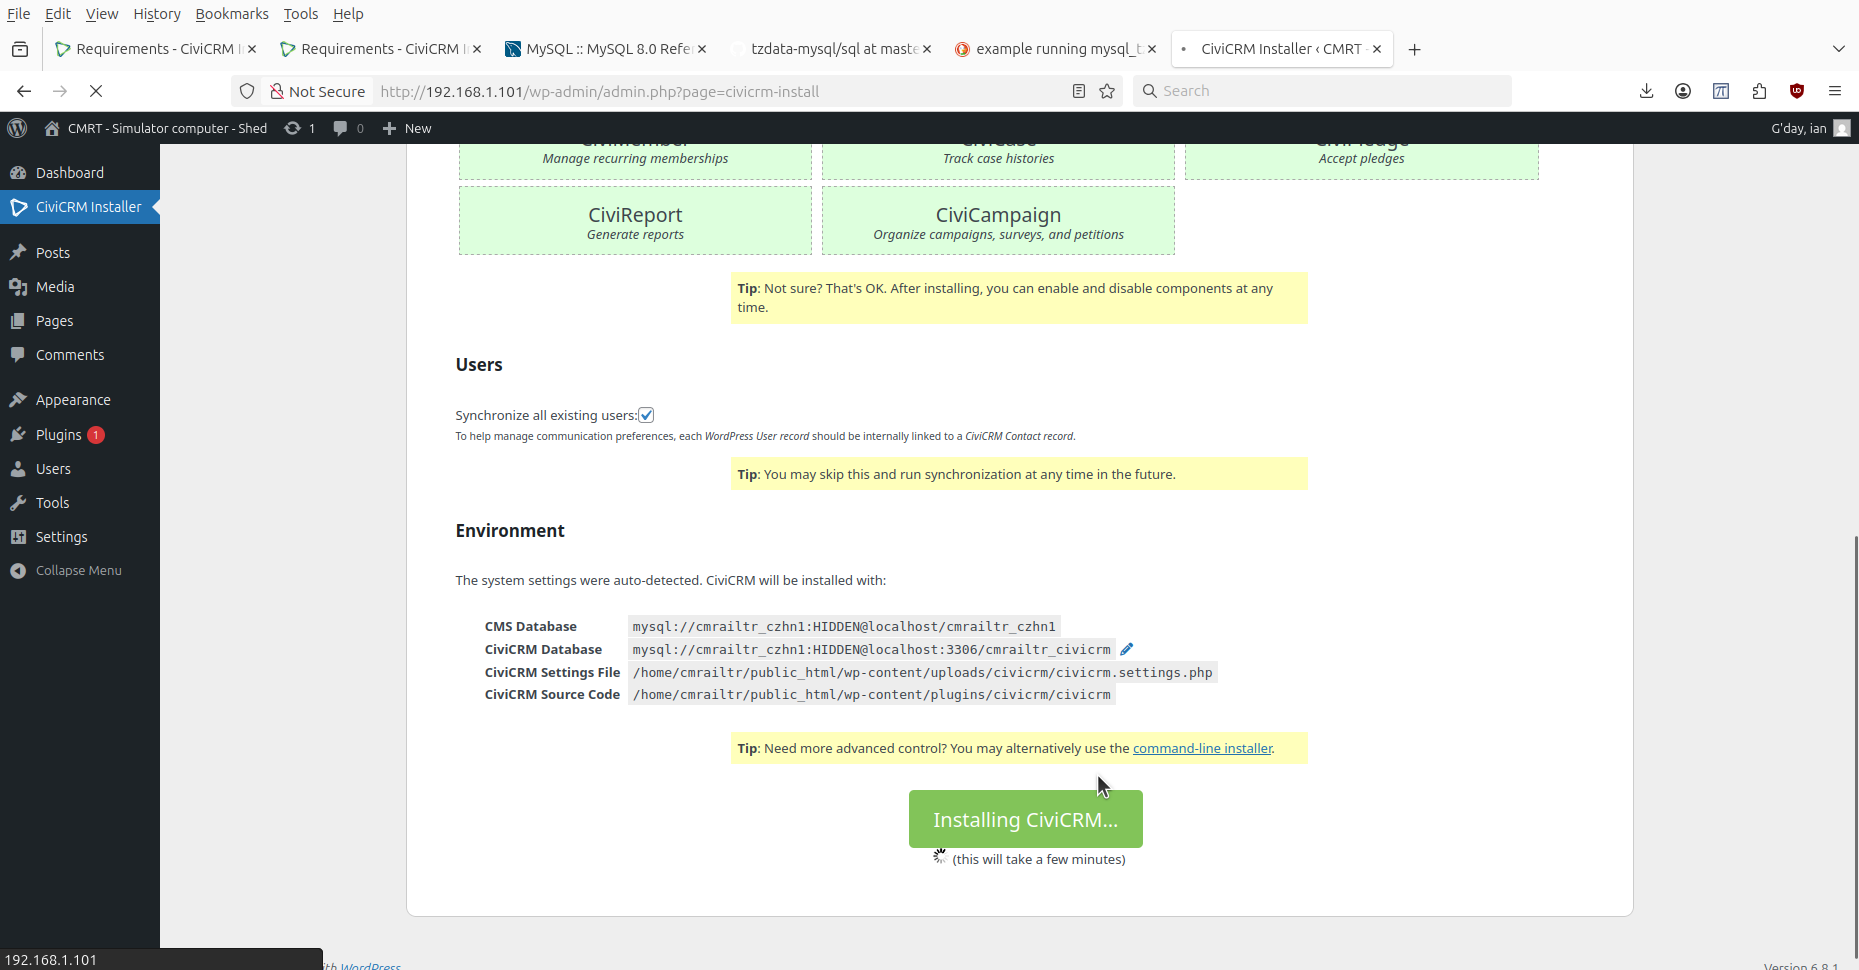 File Edit View History Bookmarks Tools Help
Requirements - CiviCRM I Requirements - CiviCRM I MySQL :: MySQL 8.0 Refe tzdata-mysql/sql at maste example running mysql_t CiviCRM Installer ‹ CMRT -
Not Secure http://192.168.1.101/wp-admin/admin.php?page=civicrm-install Search
CMRT - Simulator computer - Shed 1 0 New G'day, ian
Dashboard
CiviCRM Installer
Posts
Media
Pages
Comments
Appearance
Plugins 1
Users
Tools
Settings
Collapse Menu
CiviMember CiviCase CiviPledge
Manage recurring memberships Track case histories Accept pledges
CiviReport CiviCampaign
Generate reports Organize campaigns, surveys, and petitions
Tip: Not sure? That's OK. After installing, you can enable and disable components at any
time.
Users
Synchronize all existing users:
To help manage communication preferences, each WordPress User record should be internally linked to a CiviCRM Contact record.
Tip: You may skip this and run synchronization at any time in the future.
Environment
The system settings were auto-detected. CiviCRM will be installed with:
CMS Database mysql://cmrailtr_czhn1:HIDDEN@localhost/cmrailtr_czhn1
CiviCRM Database mysql://cmrailtr_czhn1:HIDDEN@localhost:3306/cmrailtr_civicrm
CiviCRM Settings File /home/cmrailtr/public_html/wp-content/uploads/civicrm/civicrm.settings.php
CiviCRM Source Code /home/cmrailtr/public_html/wp-content/plugins/civicrm/civicrm
Tip: Need more advanced control? You may alternatively use the command-line installer.
Installing CiviCRM...
(this will take a few minutes)
192.168.1.101
ith WordPress Version 6.8.1